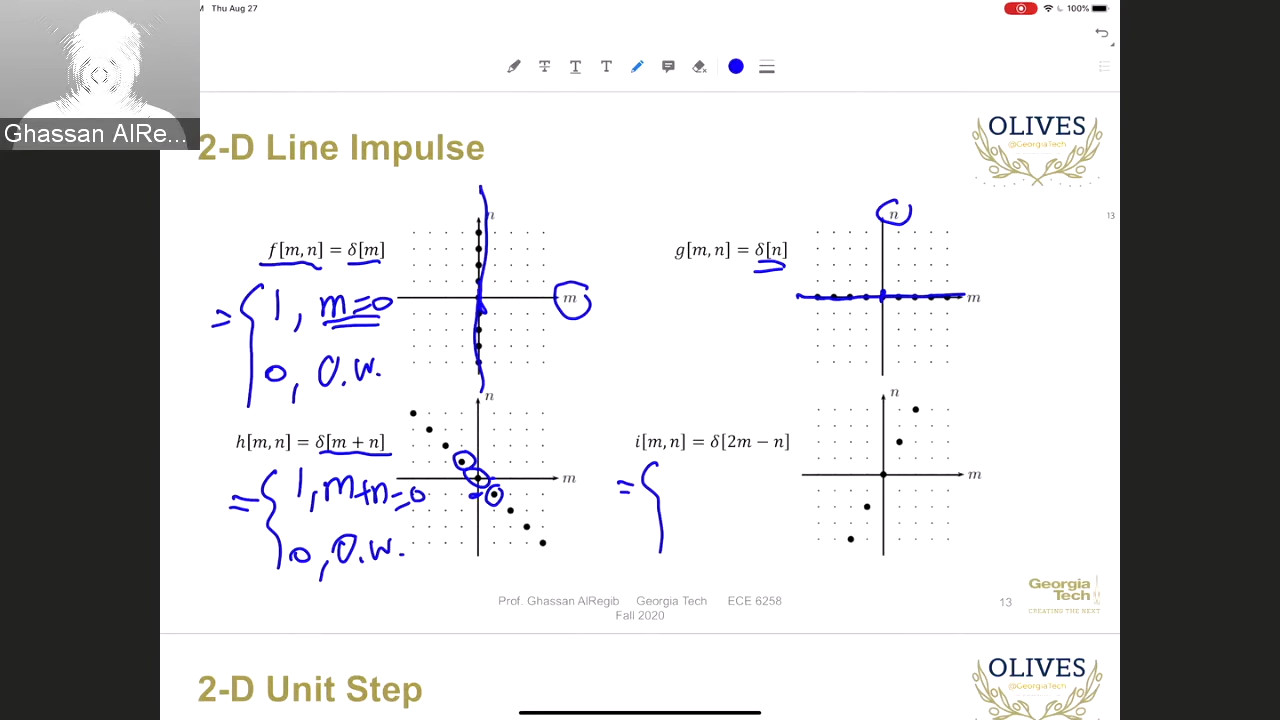 M Thu Aug 27
100%
Ghassan AlRe...
T T T
2-D Line Impulse
OLIVES
@GeorgiaTech
13
n
f[m, n] = δ[m]
m
= { 1, m=0
0, O.W.
n
g[m, n] = δ[n]
m
n
h[m, n] = δ[m + n]
m
= { 1, m+n=0
0, O.W.
n
i[m, n] = δ[2m − n]
m
= {
Prof. Ghassan AlRegib Georgia Tech ECE 6258
Fall 2020
13
Georgia
Tech
CREATING THE NEXT
2-D Unit Step
OLIVES
@GeorgiaTech